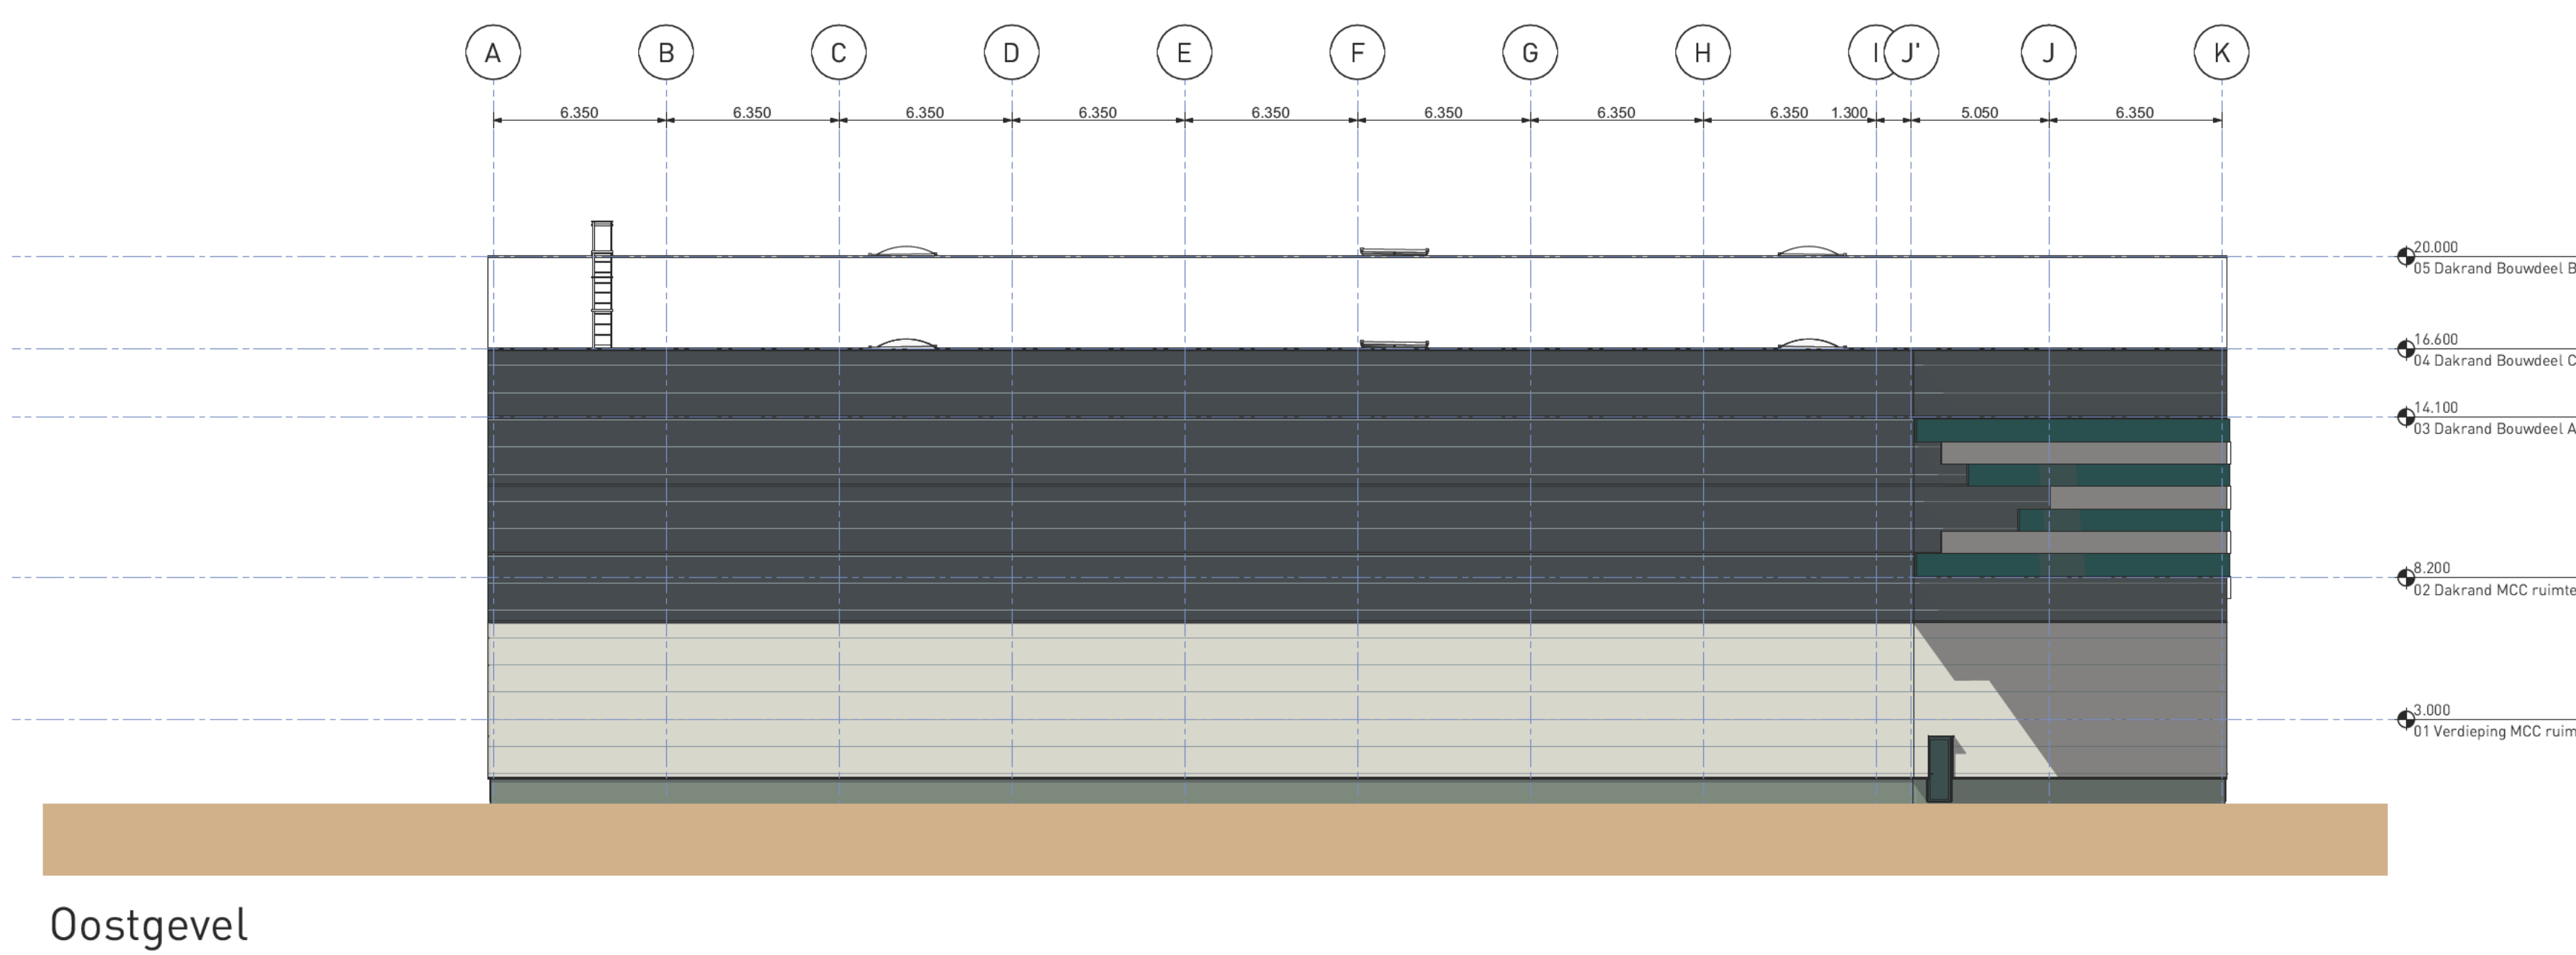 A B C D E F G H I J' J K
6.350 6.350 6.350 6.350 6.350 6.350 6.350 6.350 1.300 5.050 6.350
20.000
05 Dakrand Bouwdeel B
16.600
04 Dakrand Bouwdeel C
14.100
03 Dakrand Bouwdeel A
8.200
02 Dakrand MCC ruimte
3.000
01 Verdieping MCC ruim
Oostgevel